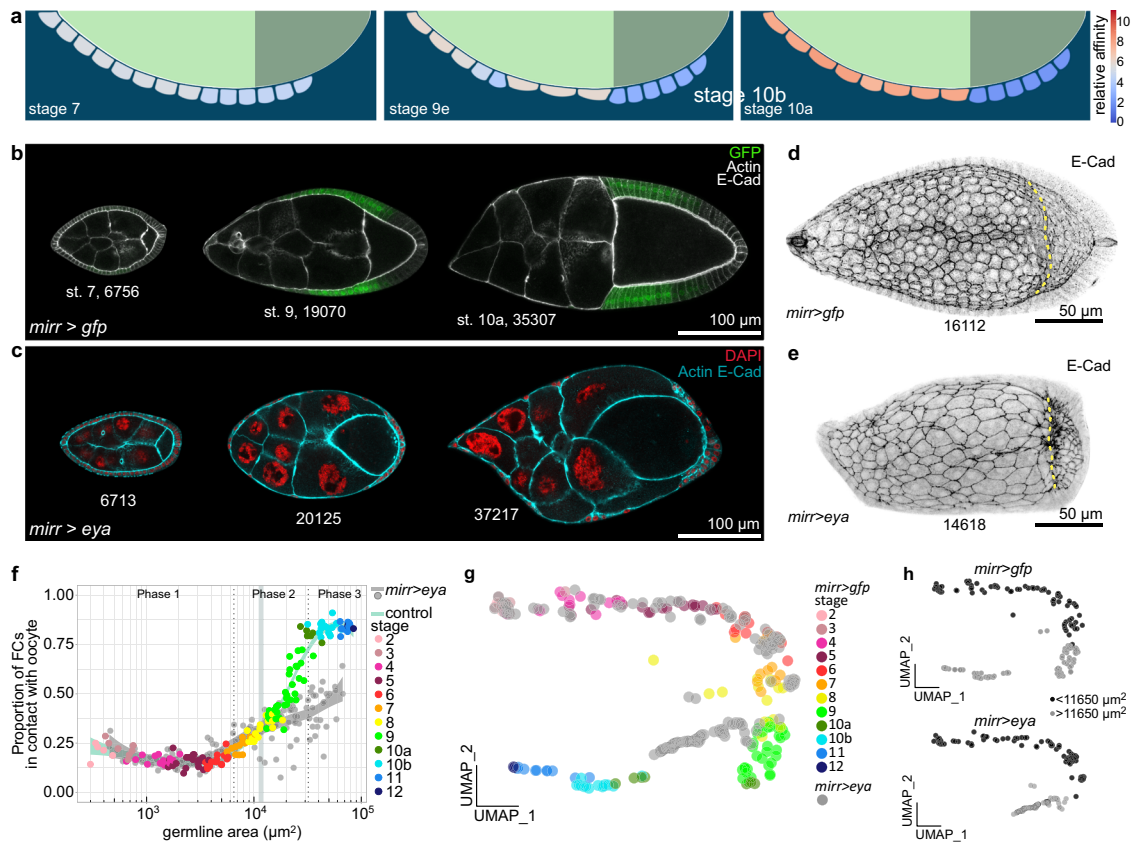 a
stage 7
stage 9e
stage 10b
stage 10a
relative affinity
10
8
6
4
2
0
b
GFP
Actin
E-Cad
st. 7, 6756
st. 9, 19070
st. 10a, 35307
mirr > gfp
100 µm
c
DAPI
Actin E-Cad
6713
20125
37217
mirr > eya
100 µm
d
E-Cad
mirr>gfp
16112
50 µm
e
E-Cad
mirr>eya
14618
50 µm
f
Proportion of FCs
in contact with oocyte
1.00
0.75
0.50
0.25
0.00
Phase 1
Phase 2
Phase 3
10³
10⁴
10⁵
germline area (µm²)
mirr>eya
control
stage
2
3
4
5
6
7
8
9
10a
10b
11
12
g
UMAP_2
UMAP_1
mirr>gfp
stage
2
3
4
5
6
7
8
9
10a
10b
11
12
mirr>eya
h
mirr>gfp
UMAP_2
UMAP_1
<11650 µm²
>11650 µm²
mirr>eya
UMAP_2
UMAP_1